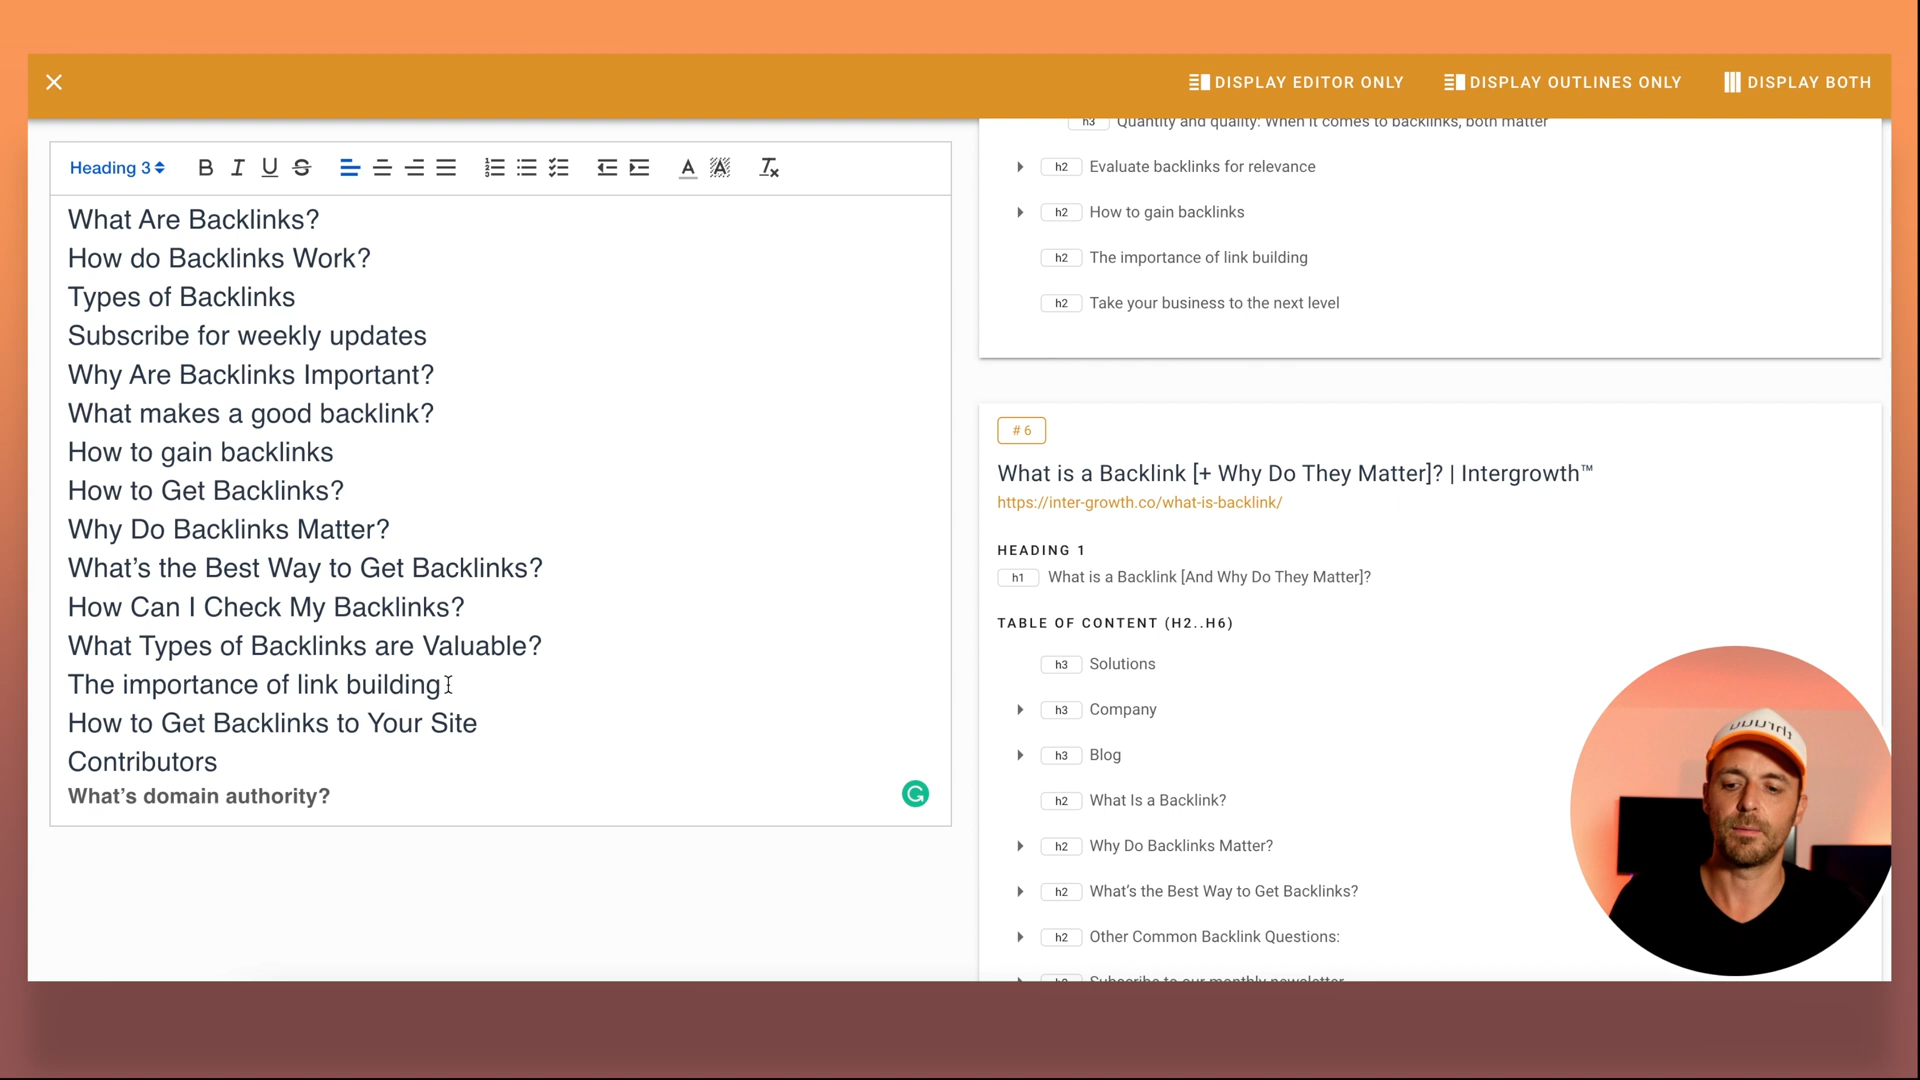 DISPLAY EDITOR ONLY
DISPLAY OUTLINES ONLY
DISPLAY BOTH
Heading 3
What Are Backlinks?
How do Backlinks Work?
Types of Backlinks
Subscribe for weekly updates
Why Are Backlinks Important?
What makes a good backlink?
How to gain backlinks
How to Get Backlinks?
Why Do Backlinks Matter?
What’s the Best Way to Get Backlinks?
How Can I Check My Backlinks?
What Types of Backlinks are Valuable?
The importance of link building
How to Get Backlinks to Your Site
Contributors
What’s domain authority?
h3 Quantity and quality: When it comes to backlinks, both matter
h2 Evaluate backlinks for relevance
h2 How to gain backlinks
h2 The importance of link building
h2 Take your business to the next level
# 6
What is a Backlink [+ Why Do They Matter]? | Intergrowth™
https://inter-growth.co/what-is-backlink/
HEADING 1
h1 What is a Backlink [And Why Do They Matter]?
TABLE OF CONTENT (H2..H6)
h3 Solutions
h3 Company
h3 Blog
h2 What Is a Backlink?
h2 Why Do Backlinks Matter?
h2 What’s the Best Way to Get Backlinks?
h2 Other Common Backlink Questions:
Subscribe to our monthly newsletter
thruuu